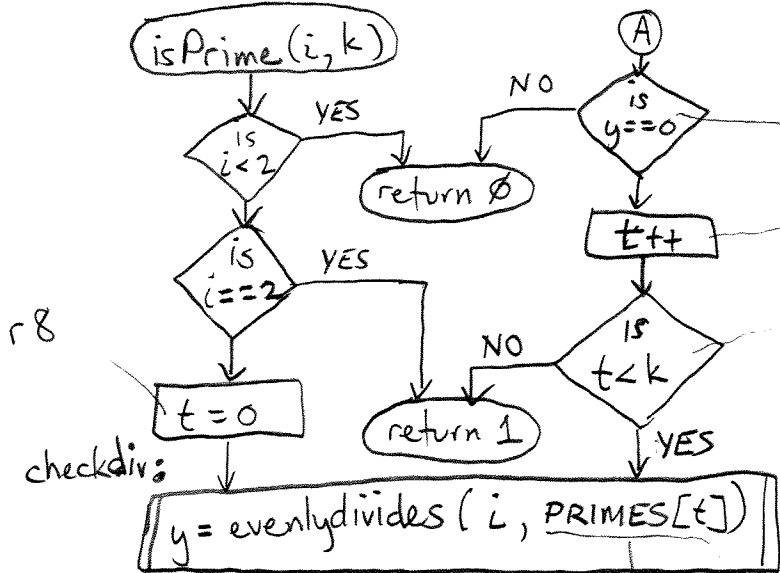 isPrime(i, k)
A
is
i<2
YES
NO
is
y==0
return 0
t++
is
i==2
YES
r8
is
t<k
NO
YES
t=0
return 1
checkdiv:
y = evenlydivides(i, PRIMES[t])